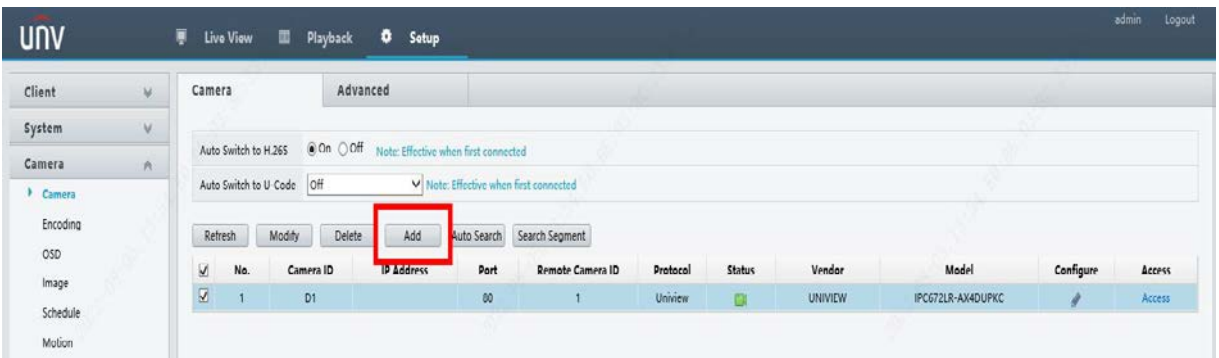 admin Logout
unv Live View Playback Setup
Client Camera Advanced
System
Camera
Auto Switch to H.265 On Off Note: Effective when first connected
Auto Switch to U-Code Off Note: Effective when first connected
Camera
Encoding
OSD
Image
Schedule
Motion
Refresh Modify Delete Add Auto Search Search Segment
No. Camera ID IP Address Port Remote Camera ID Protocol Status Vendor Model Configure Access
1 D1 80 1 Uniview UNIVIEW IPC672LR-AX4DUPKC Access